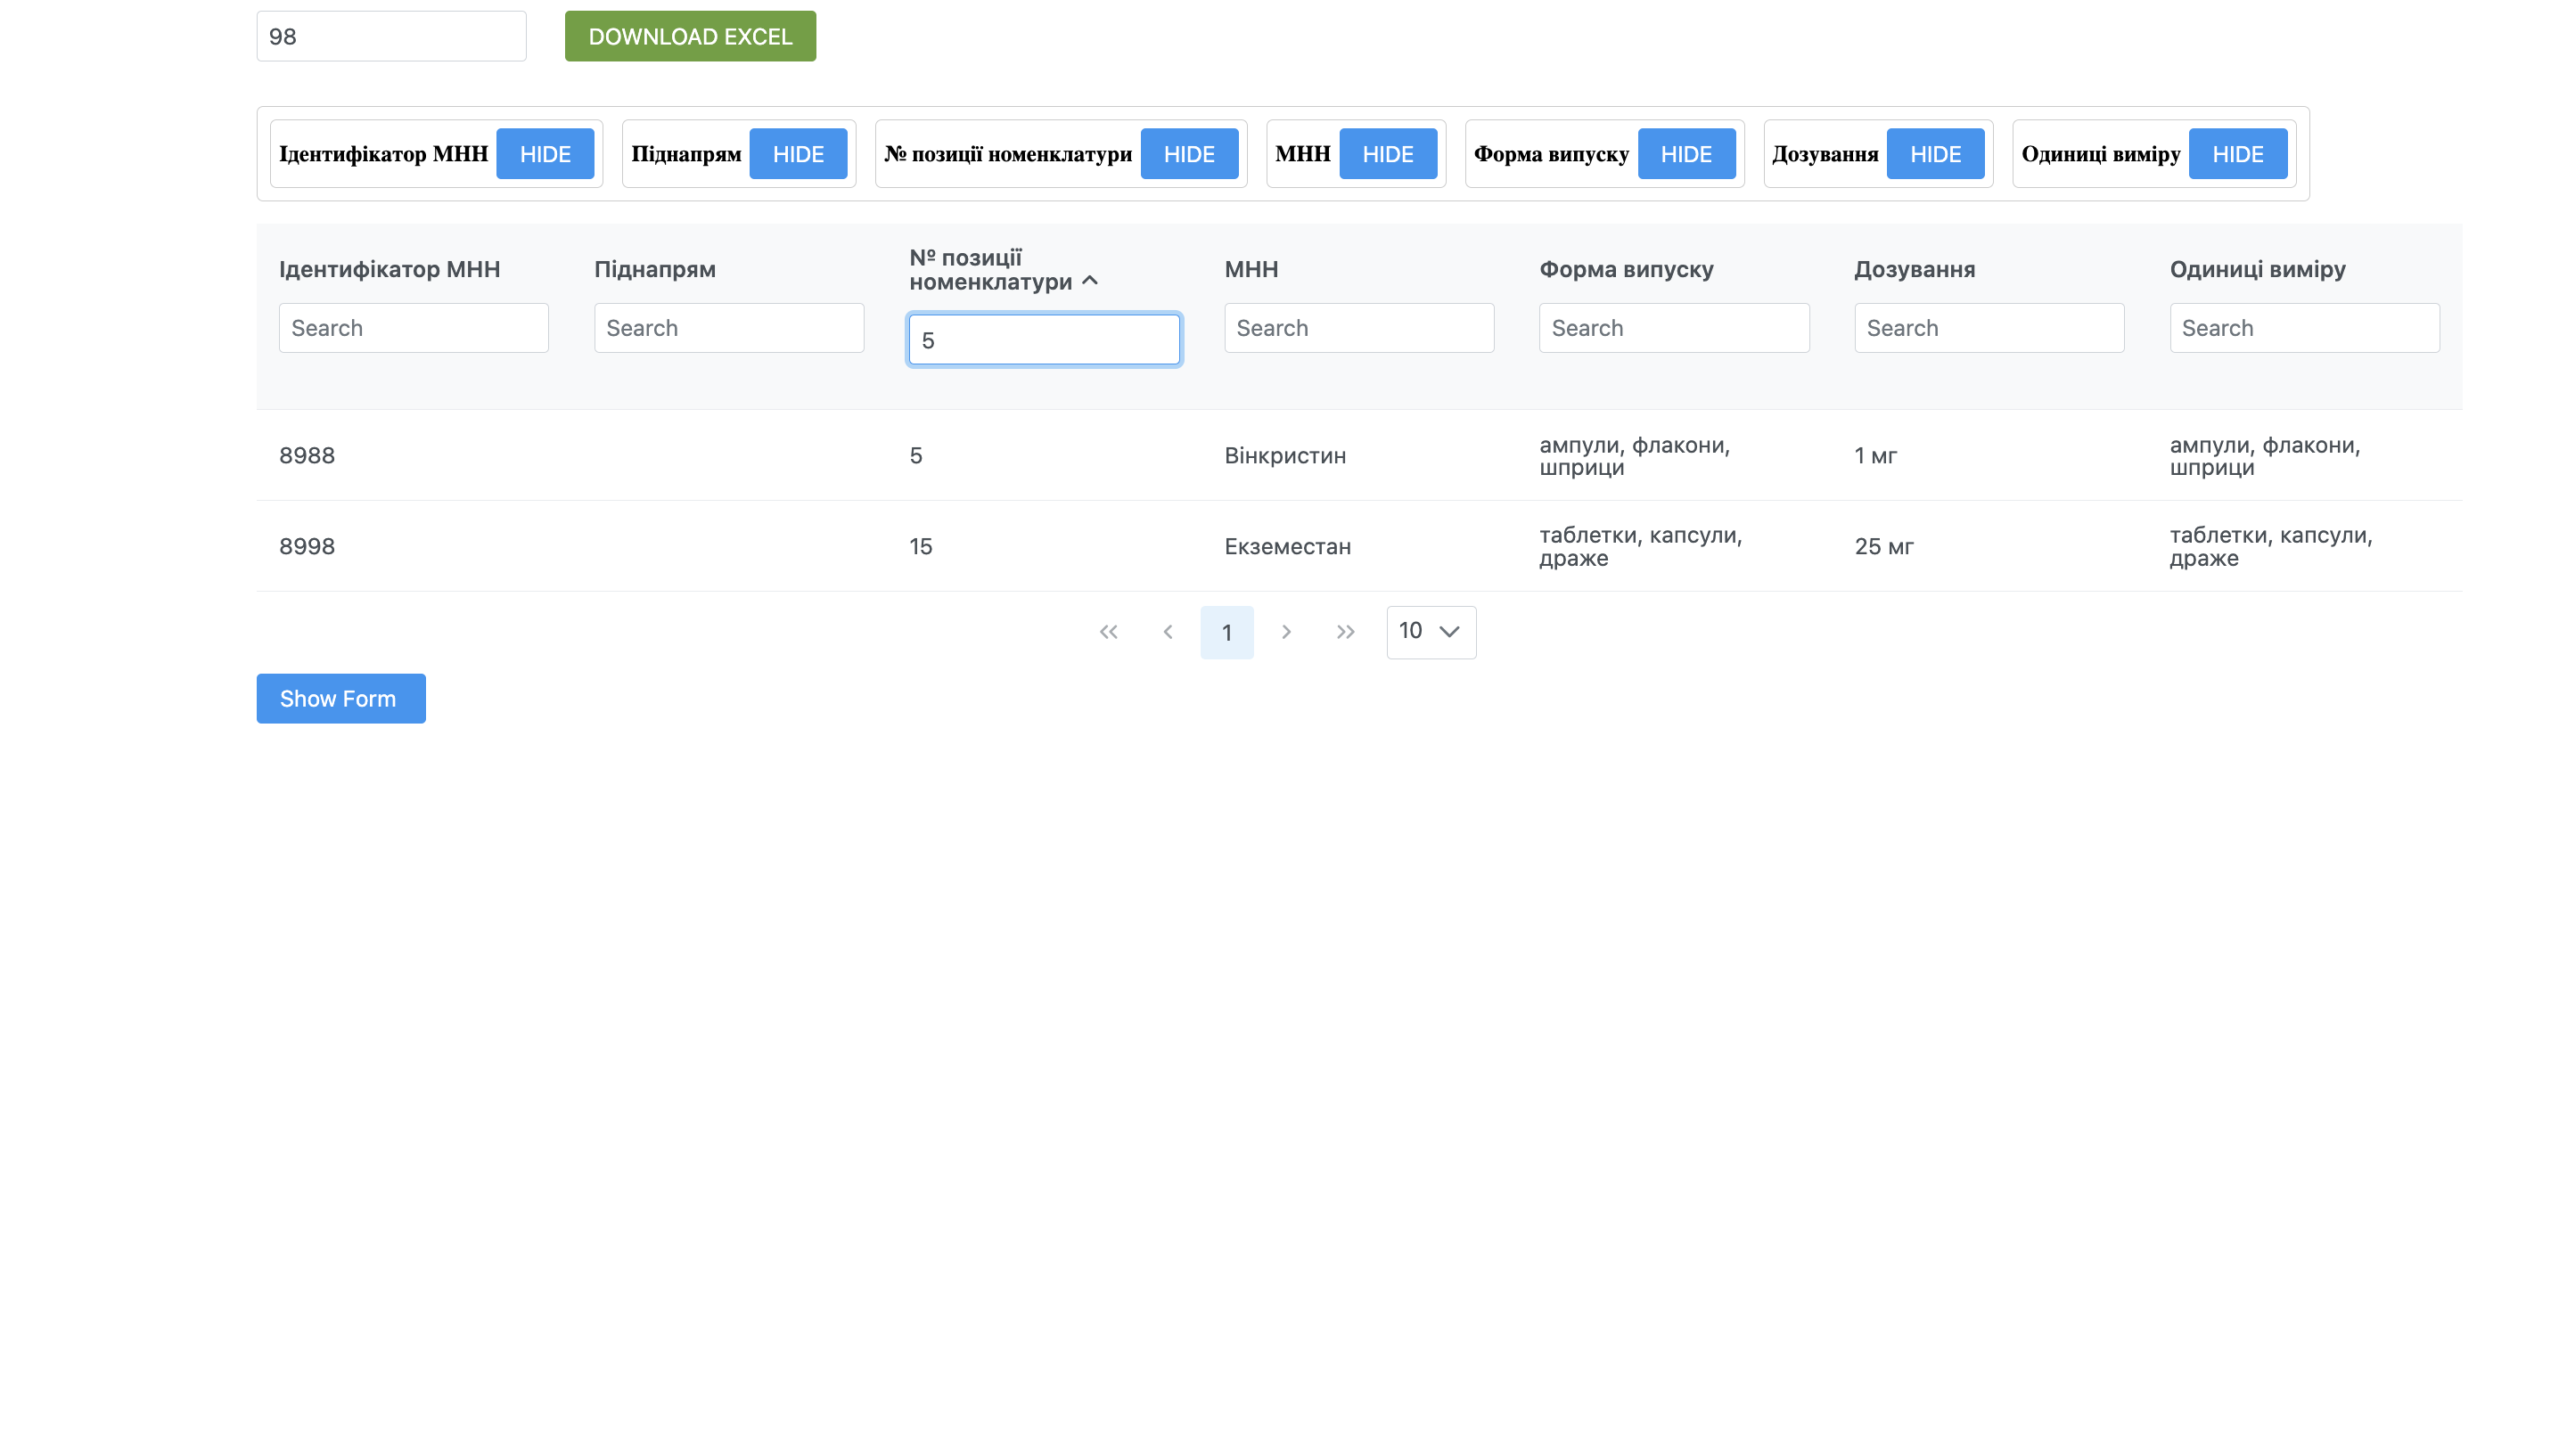 98
DOWNLOAD EXCEL
Ідентифікатор МНН HIDE Піднапрям HIDE № позиції номенклатури HIDE МНН HIDE Форма випуску HIDE Дозування HIDE Одиниці виміру HIDE
Ідентифікатор МНН
Search
Піднапрям
Search
№ позиції
номенклатури
5
МНН
Search
Форма випуску
Search
Дозування
Search
Одиниці виміру
Search
8988
5
Вінкристин
ампули, флакони,
шприци
1 мг
ампули, флакони,
шприци
8998
15
Екземестан
таблетки, капсули,
драже
25 мг
таблетки, капсули,
драже
1
10
Show Form